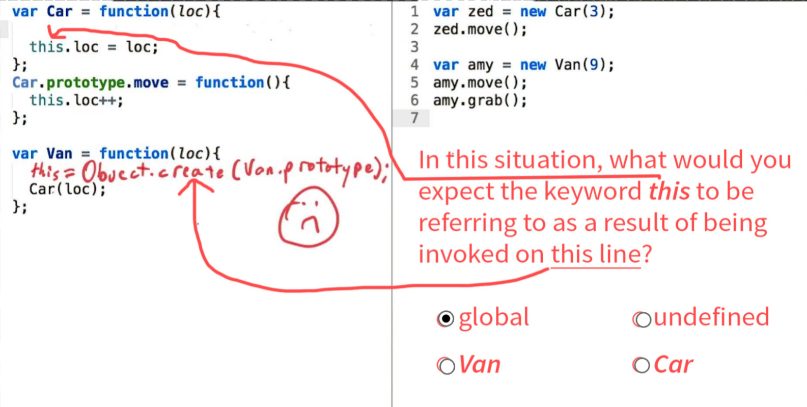 var Car = function(loc){
this.loc = loc;
};
Car.prototype.move = function(){
this.loc++;
};
var Van = function(loc){
this = Object.create(Van.prototype);
Car(loc);
};
1 var zed = new Car(3);
2 zed.move();
3
4 var amy = new Van(9);
5 amy.move();
6 amy.grab();
7
In this situation, what would you
expect the keyword this to be
referring to as a result of being
invoked on this line?
global
undefined
Van
Car